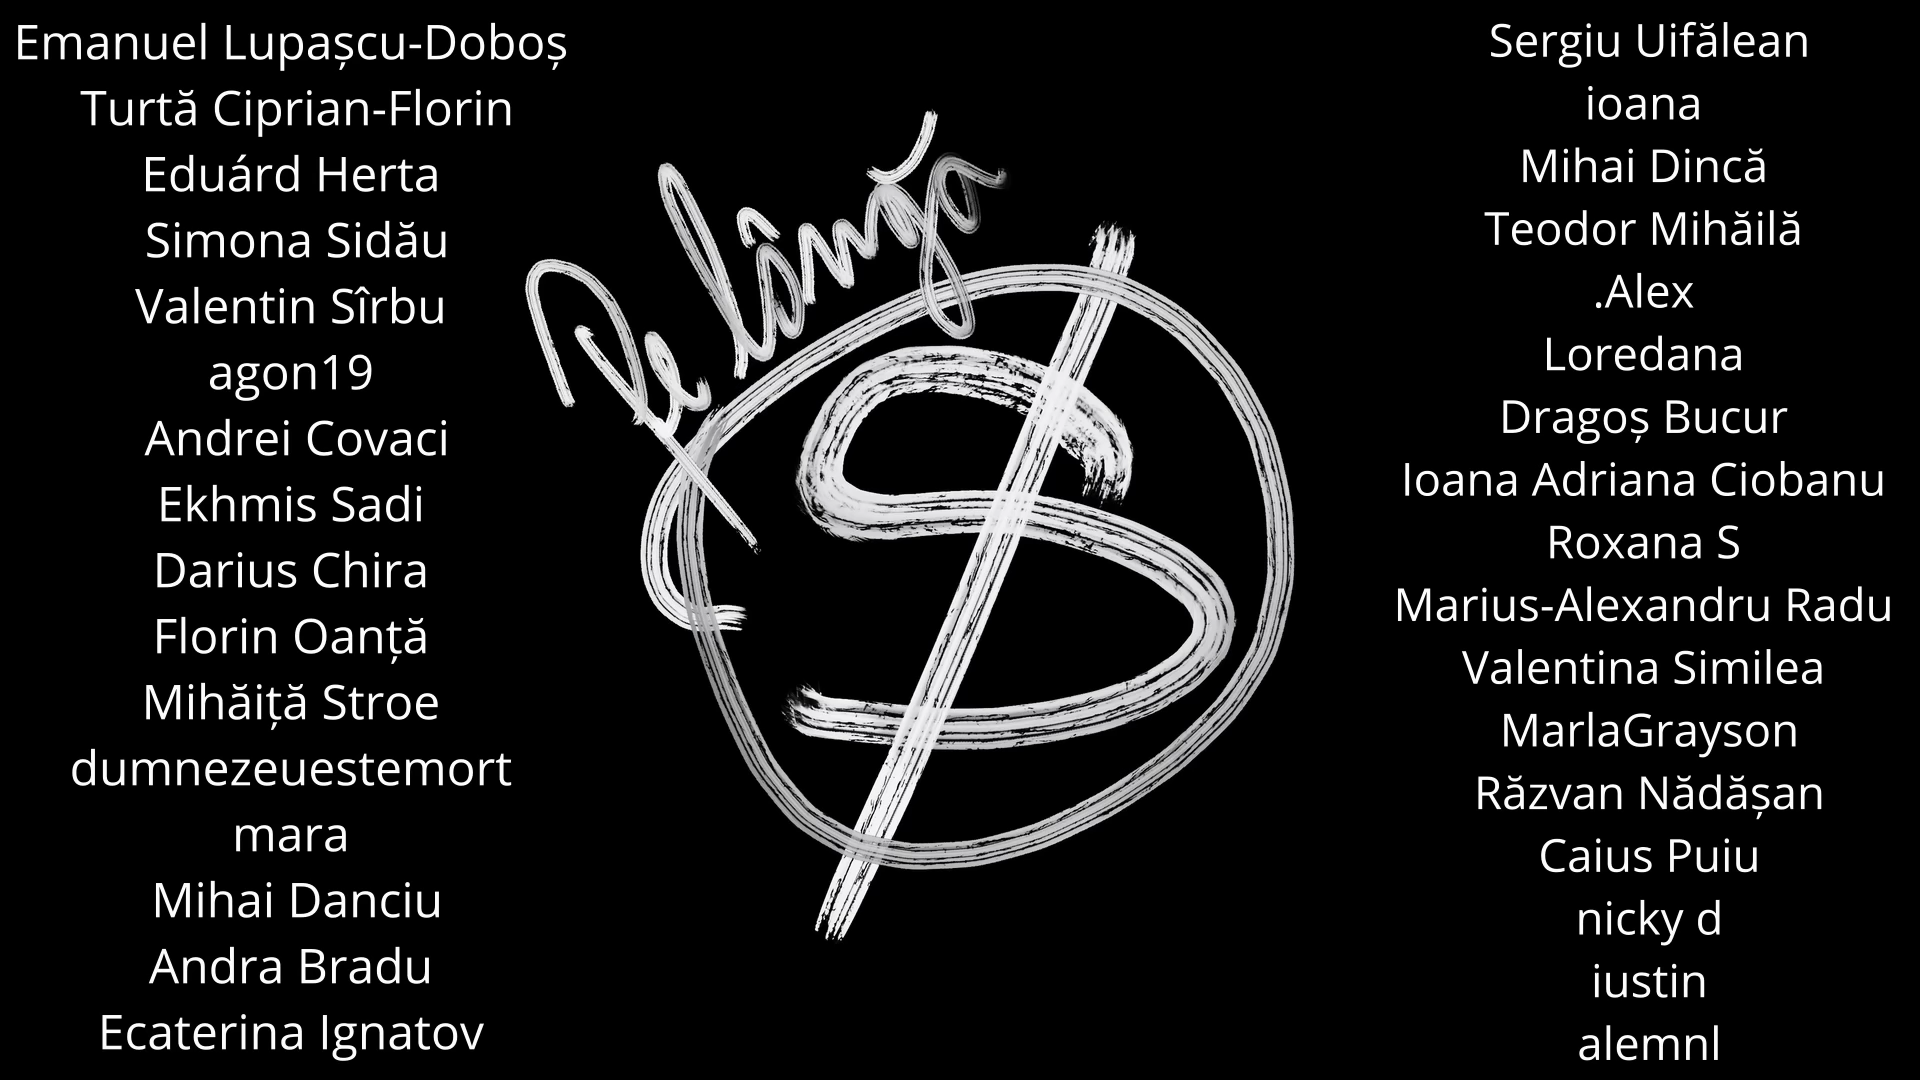 Emanuel Lupașcu-Doboș
Turtă Ciprian-Florin
Eduárd Herta
Simona Sidău
Valentin Sîrbu
agon19
Andrei Covaci
Ekhmis Sadi
Darius Chira
Florin Oanță
Mihăiță Stroe
dumnezeuestemort
mara
Mihai Danciu
Andra Bradu
Ecaterina Ignatov
Pe lângă
S
Sergiu Uifălean
ioana
Mihai Dincă
Teodor Mihăilă
.Alex
Loredana
Dragoș Bucur
Ioana Adriana Ciobanu
Roxana S
Marius-Alexandru Radu
Valentina Similea
MarlaGrayson
Răzvan Nădășan
Caius Puiu
nicky d
iustin
alemnl